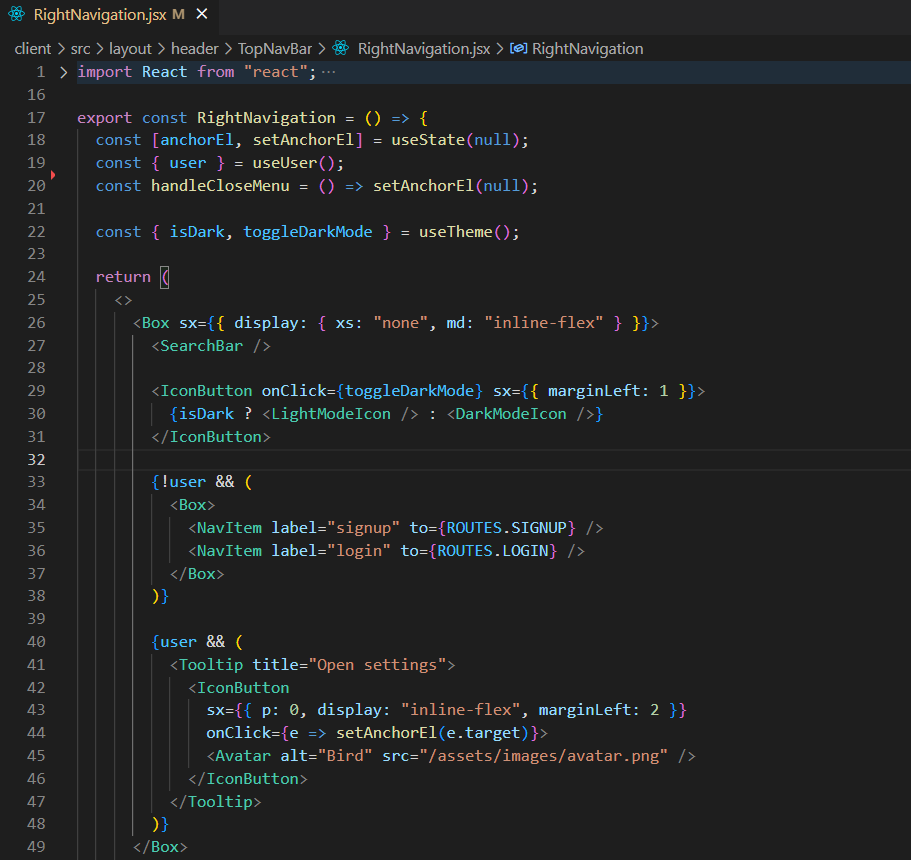 RightNavigation.jsx M ×
client > src > layout > header > TopNavBar > RightNavigation.jsx > RightNavigation
1 > import React from "react"; ···
16
17 export const RightNavigation = () => {
18 const [anchorEl, setAnchorEl] = useState(null);
19 const { user } = useUser();
20 const handleCloseMenu = () => setAnchorEl(null);
21
22 const { isDark, toggleDarkMode } = useTheme();
23
24 return (
25 <>
26 <Box sx={{ display: { xs: "none", md: "inline-flex" } }}>
27 <SearchBar />
28
29 <IconButton onClick={toggleDarkMode} sx={{ marginLeft: 1 }}>
30 {isDark ? <LightModeIcon /> : <DarkModeIcon />}
31 </IconButton>
32
33 {!user && (
34 <Box>
35 <NavItem label="signup" to={ROUTES.SIGNUP} />
36 <NavItem label="login" to={ROUTES.LOGIN} />
37 </Box>
38 )}
39
40 {user && (
41 <Tooltip title="Open settings">
42 <IconButton
43 sx={{ p: 0, display: "inline-flex", marginLeft: 2 }}
44 onClick={e => setAnchorEl(e.target)}>
45 <Avatar alt="Bird" src="/assets/images/avatar.png" />
46 </IconButton>
47 </Tooltip>
48 )}
49 </Box>